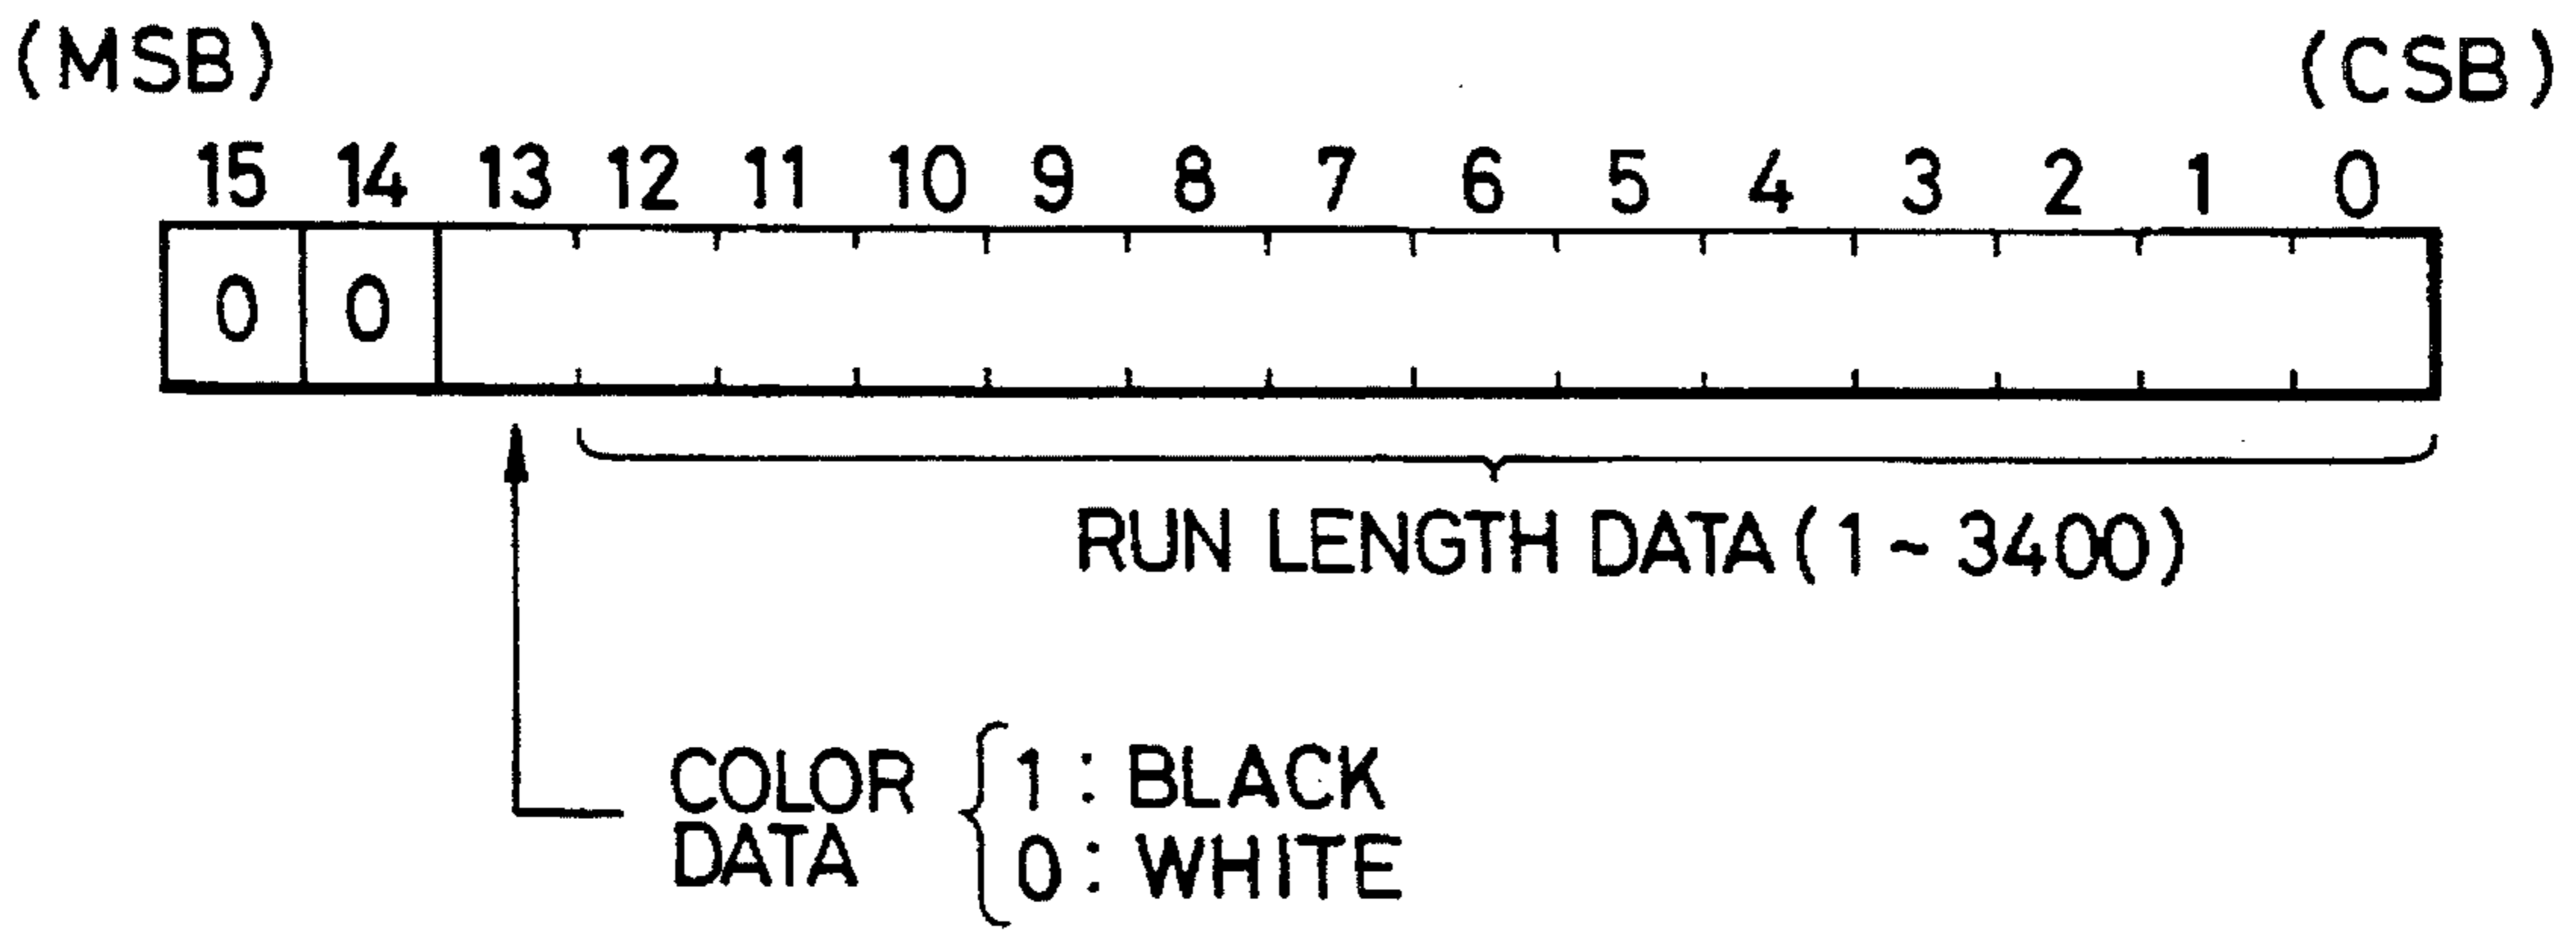 (MSB) (CSB)
15 14 13 12 11 10 9 8 7 6 5 4 3 2 1 0
0 0
RUN LENGTH DATA (1 ~ 3400)
COLOR DATA
1 : BLACK
0 : WHITE